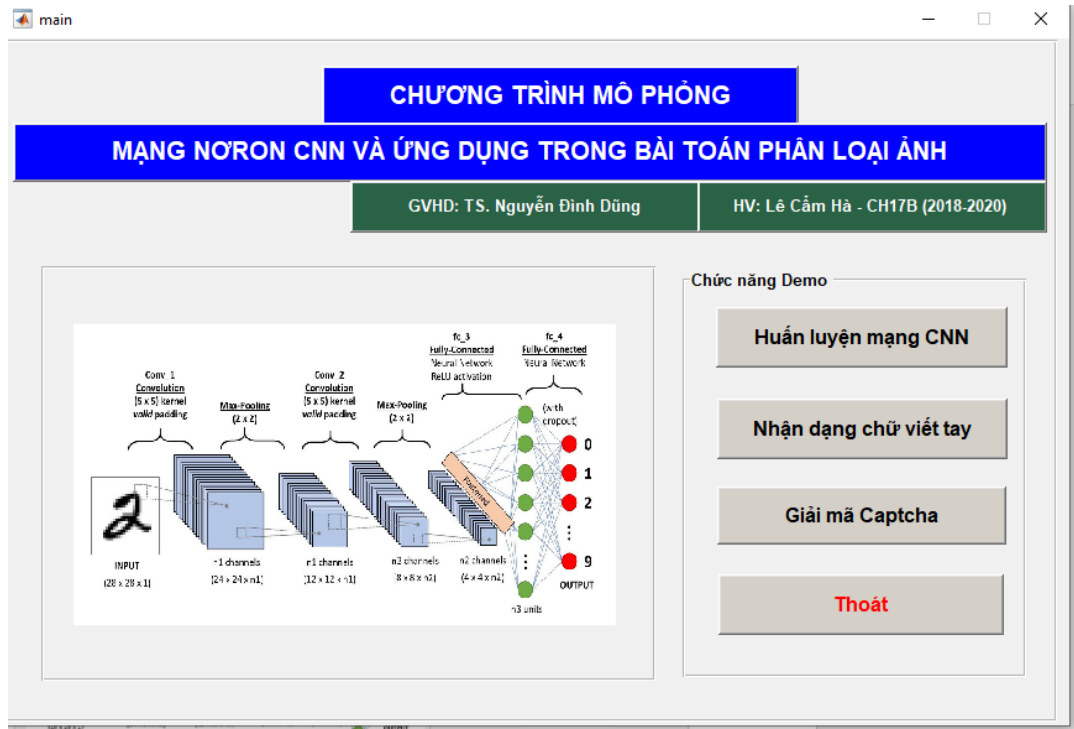 main
CHƯƠNG TRÌNH MÔ PHỎNG
MẠNG NƠRON CNN VÀ ỨNG DỤNG TRONG BÀI TOÁN PHÂN LOẠI ẢNH
GVHD: TS. Nguyễn Đình Dũng
HV: Lê Cẩm Hà - CH17B (2018-2020)
Conv_1
Convolution
(5 x 5) kernel
valid padding
Max-Pooling
(2 x 2)
Conv_2
Convolution
(5 x 5) kernel
valid padding
Max-Pooling
(2 x 2)
fc_3
Fully-Connected
Neural Network
ReLU activation
fc_4
Fully-Connected
Neural Network
(with
dropout)
0
1
2
9
OUTPUT
Flattened
INPUT
(28 x 28 x 1)
n1 channels
(24 x 24 x n1)
n1 channels
(12 x 12 x n1)
n2 channels
(8 x 8 x n2)
n2 channels
(4 x 4 x n2)
n3 units
Chức năng Demo
Huấn luyện mạng CNN
Nhận dạng chữ viết tay
Giải mã Captcha
Thoát